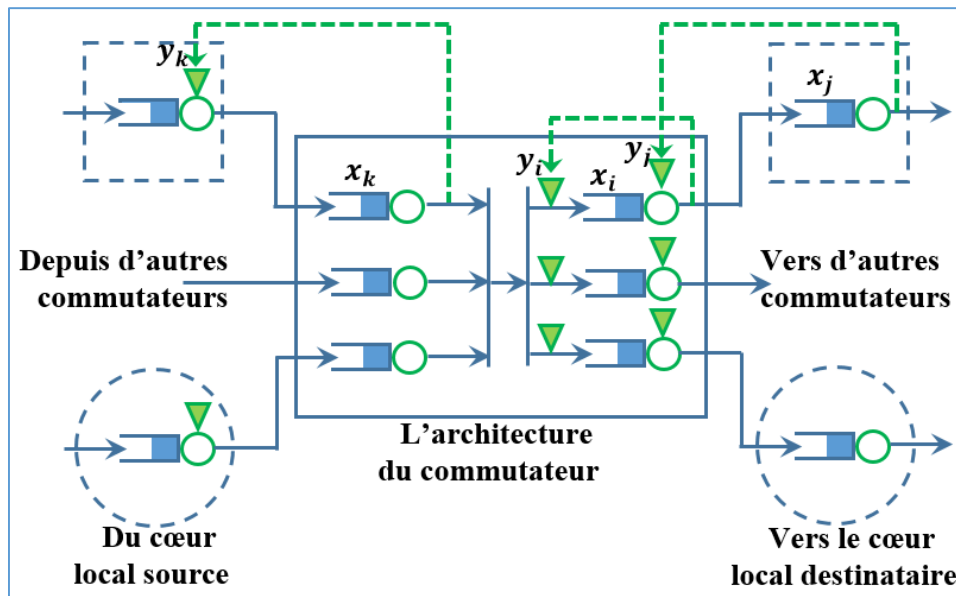 yₖ
xⱼ
yᵢ
yⱼ
xₖ
xᵢ
Depuis d'autres
commutateurs
Vers d'autres
commutateurs
L'architecture
du commutateur
Du cœur
local source
Vers le cœur
local destinataire